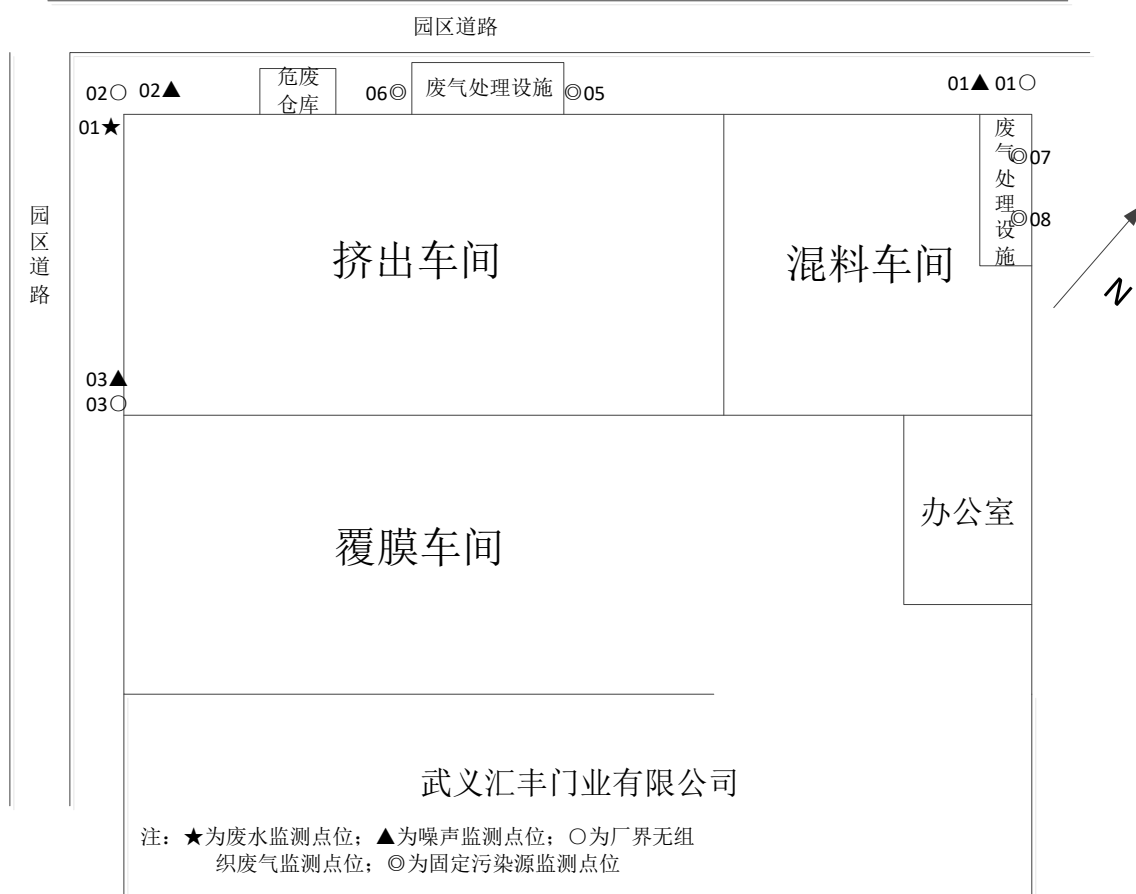 园区道路
02○ 02▲
危废
仓库
06◎
废气处理设施
◎05
01▲ 01○
01★
废气处理设施
◎07
◎08
园区道路
挤出车间
混料车间
N
03▲
03○
办公室
覆膜车间
武义汇丰门业有限公司
注：★为废水监测点位；▲为噪声监测点位；○为厂界无组
织废气监测点位；◎为固定污染源监测点位